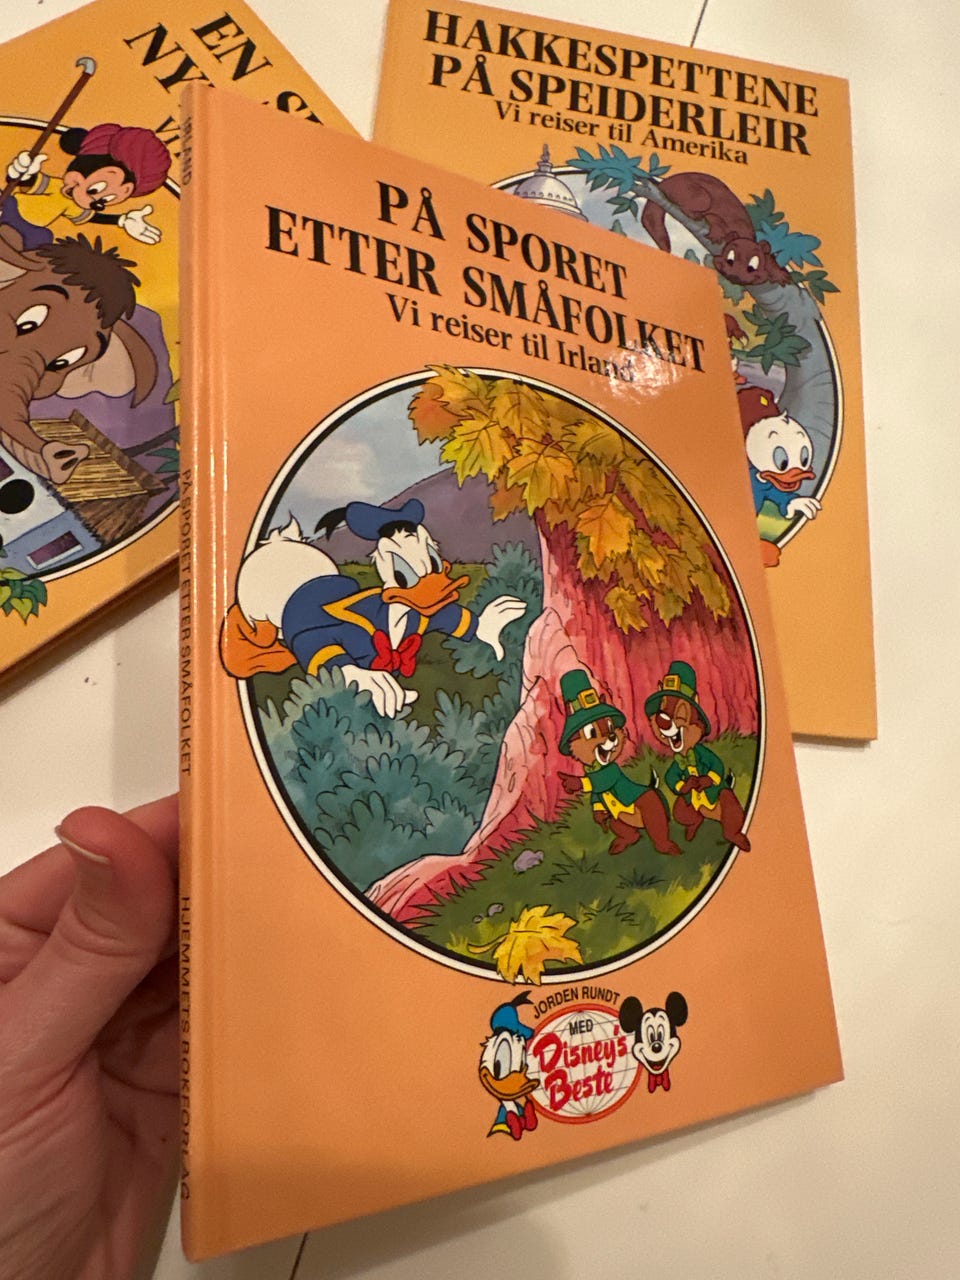 EN
HAKKESPETTENE
PÅ SPEIDERLEIR
Vi reiser til Amerika
PÅ SPORET
ETTER SMÅFOLKET
Vi reiser til Irland
JORDEN RUNDT
MED
Disney's
Beste
IRLAND
PÅ SPORET ETTER SMÅFOLKET
HJEMMETS BOKFORLAG